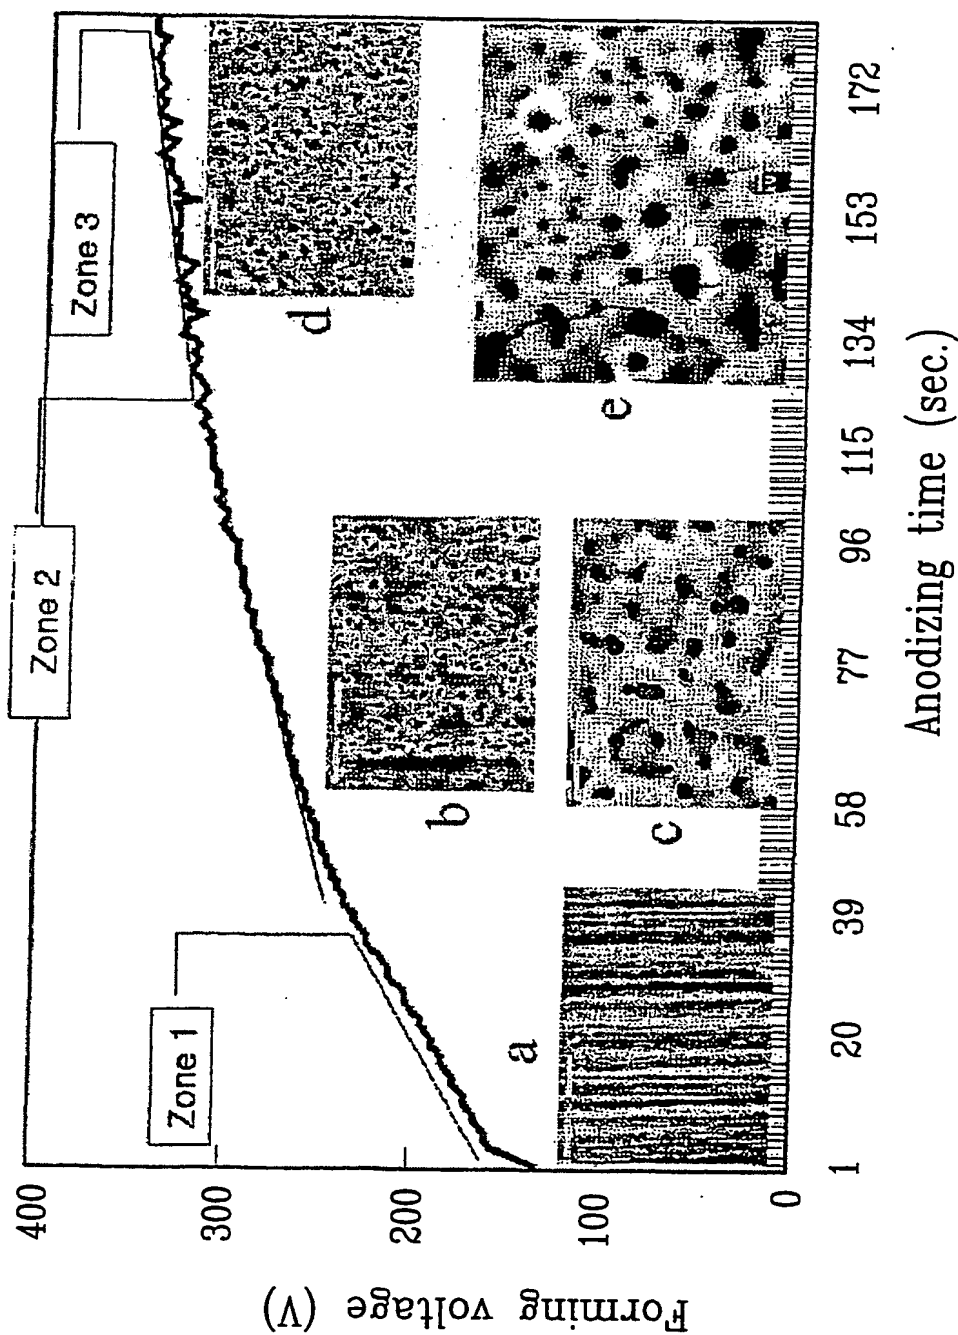 Forming voltage (V)
400
300
200
100
0
Zone 1
Zone 2
Zone 3
a
b
c
d
e
1
20
39
58
77
96
115
134
153
172
Anodizing time (sec.)